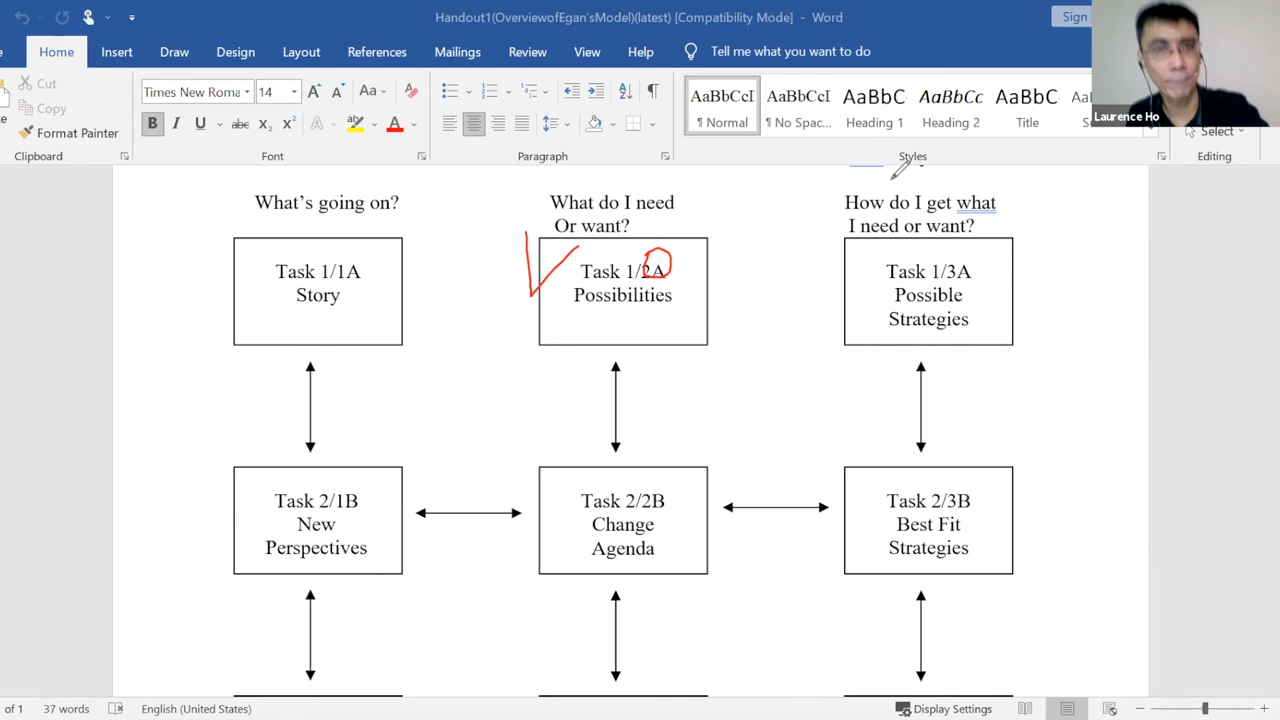 Handout1(OverviewofEgan'sModel)(latest) [Compatibility Mode] - Word
Sign
Home Insert Draw Design Layout References Mailings Review View Help Tell me what you want to do
Cut
Copy
Format Painter
Clipboard
Times New Roma 14
Aa
B I U abc x₂ x² A A
Font
Paragraph
AaBbCcI AaBbCcI AaBbCc AaBbCc AaBbC
¶ Normal ¶ No Spac... Heading 1 Heading 2 Title
Styles
Select
Editing
Laurence Ho
What's going on?
What do I need
Or want?
How do I get what
I need or want?
Task 1/1A
Story
Task 1/2A
Possibilities
Task 1/3A
Possible
Strategies
Task 2/1B
New
Perspectives
Task 2/2B
Change
Agenda
Task 2/3B
Best Fit
Strategies
of 1 37 words English (United States) Display Settings